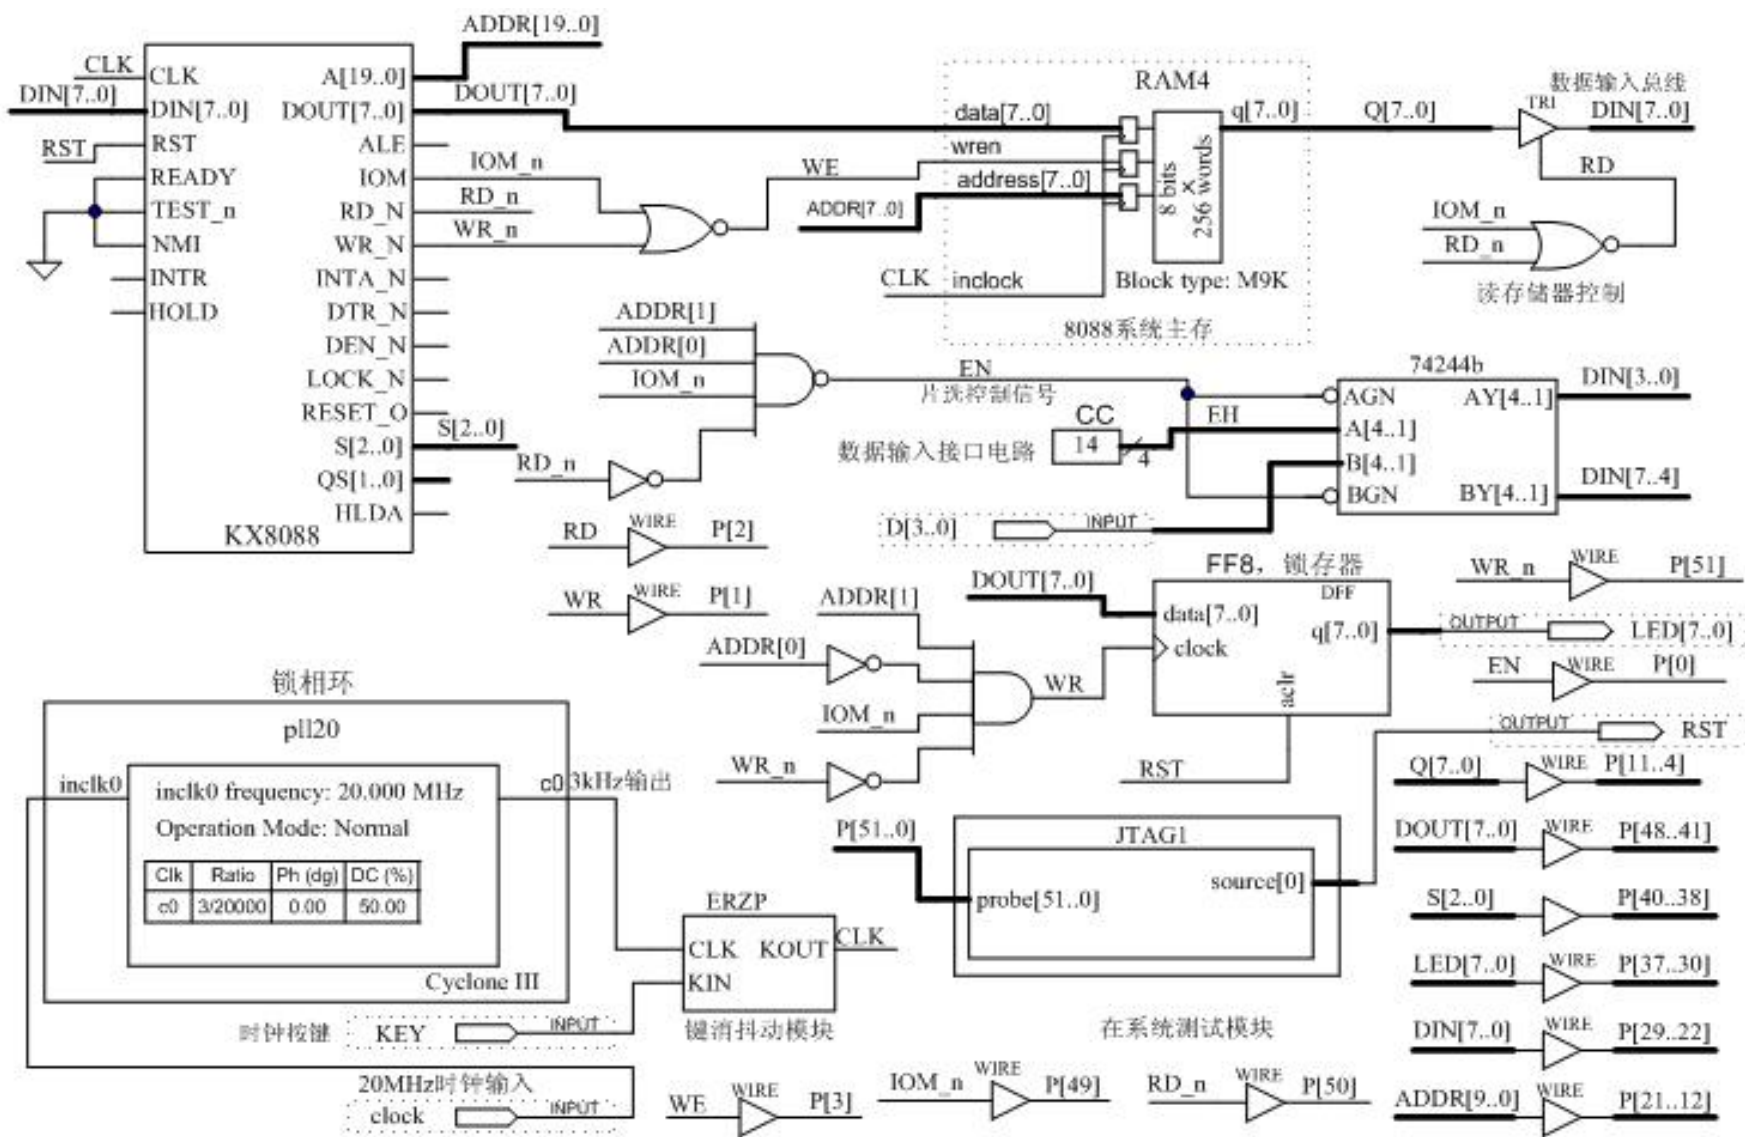 ADDR[19..0]
CLK
CLK
A[19..0]
DIN[7..0]
DIN[7..0]
DOUT[7..0]
DOUT[7..0]
RST
RST
ALE
READY
IOM
IOM_n
TEST_n
RD_N
RD_n
NMI
WR_N
WR_n
INTR
INTA_N
HOLD
DTR_N
DEN_N
LOCK_N
RESET_O
S[2..0]
S[2..0]
QS[1..0]
HLDA
KX8088
WE
RAM4
data[7..0]
wren
address[7..0]
ADDR[7..0]
CLK
inclock
8 bits
×
256 words
Block type: M9K
8088系统主存
q[7..0]
Q[7..0]
TRI
数据输入总线
DIN[7..0]
RD
IOM_n
RD_n
读存储器控制
ADDR[1]
ADDR[0]
IOM_n
RD_n
EN
片选控制信号
CC
14
4
EH
数据输入接口电路
D[3..0]
INPUT
74244b
AGN
AY[4..1]
A[4..1]
B[4..1]
BGN
BY[4..1]
DIN[3..0]
DIN[7..4]
RD
WIRE
P[2]
WR
WIRE
P[1]
ADDR[1]
ADDR[0]
IOM_n
WR_n
WR
DOUT[7..0]
FF8，锁存器
DFF
data[7..0]
q[7..0]
clock
aclr
RST
WR_n
WIRE
P[51]
OUTPUT
LED[7..0]
EN
WIRE
P[0]
OUTPUT
RST
锁相环
pll20
inclk0
inclk0 frequency: 20.000 MHz
Operation Mode: Normal
Clk Ratio Ph (dg) DC (%)
c0 3/20000 0.00 50.00
Cyclone III
c0 3kHz输出
ERZP
CLK
KOUT
CLK
KIN
键消抖动模块
时钟按键
KEY
INPUT
20MHz时钟输入
clock
INPUT
P[51..0]
JTAG1
source[0]
probe[51..0]
在系统测试模块
Q[7..0]
WIRE
P[11..4]
DOUT[7..0]
WIRE
P[48..41]
S[2..0]
P[40..38]
LED[7..0]
WIRE
P[37..30]
DIN[7..0]
WIRE
P[29..22]
ADDR[9..0]
WIRE
P[21..12]
WE
WIRE
P[3]
IOM_n
WIRE
P[49]
RD_n
WIRE
P[50]